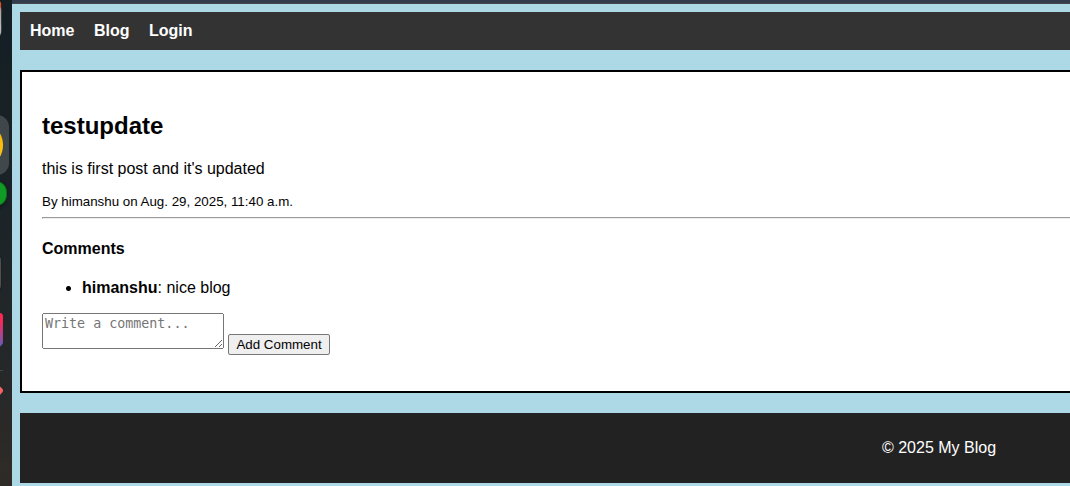 Home Blog Login
testupdate
this is first post and it's updated
By himanshu on Aug. 29, 2025, 11:40 a.m.
Comments
himanshu: nice blog
Write a comment...
Add Comment
© 2025 My Blog